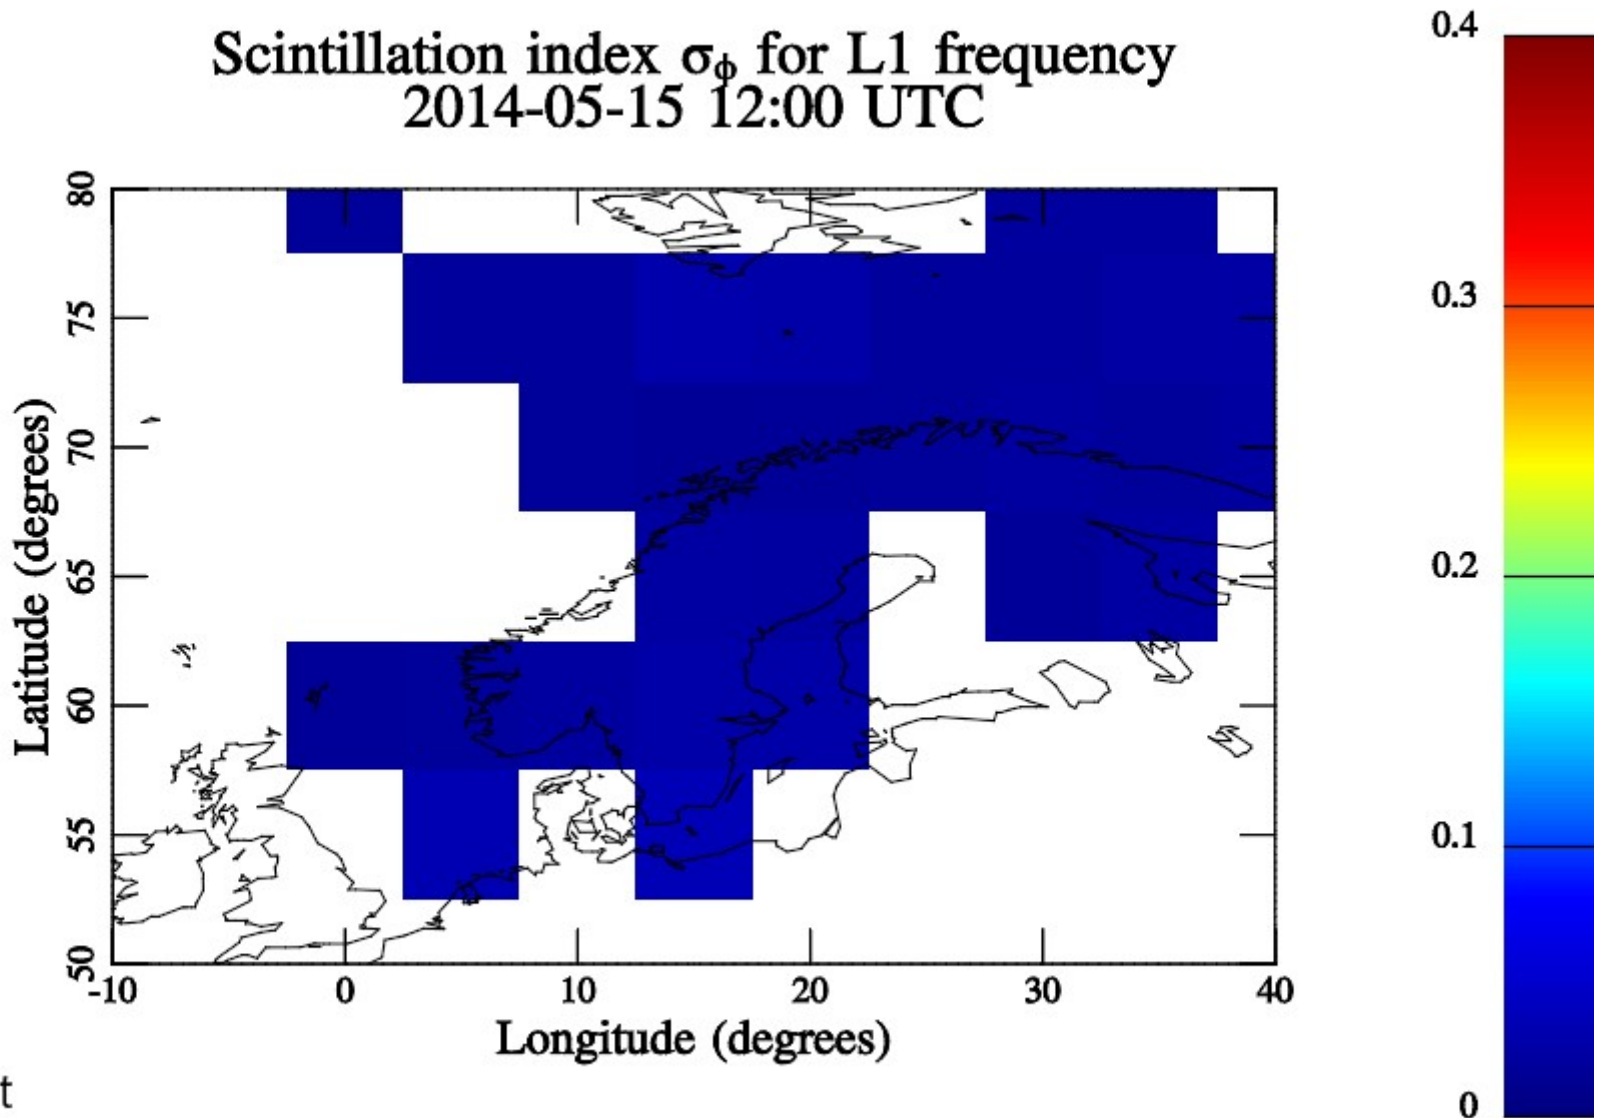 Scintillation index σϕ for L1 frequency
2014-05-15 12:00 UTC
0.4
0.3
0.2
0.1
0
80
75
70
65
60
55
50
Latitude (degrees)
-10 0 10 20 30 40
Longitude (degrees)
t